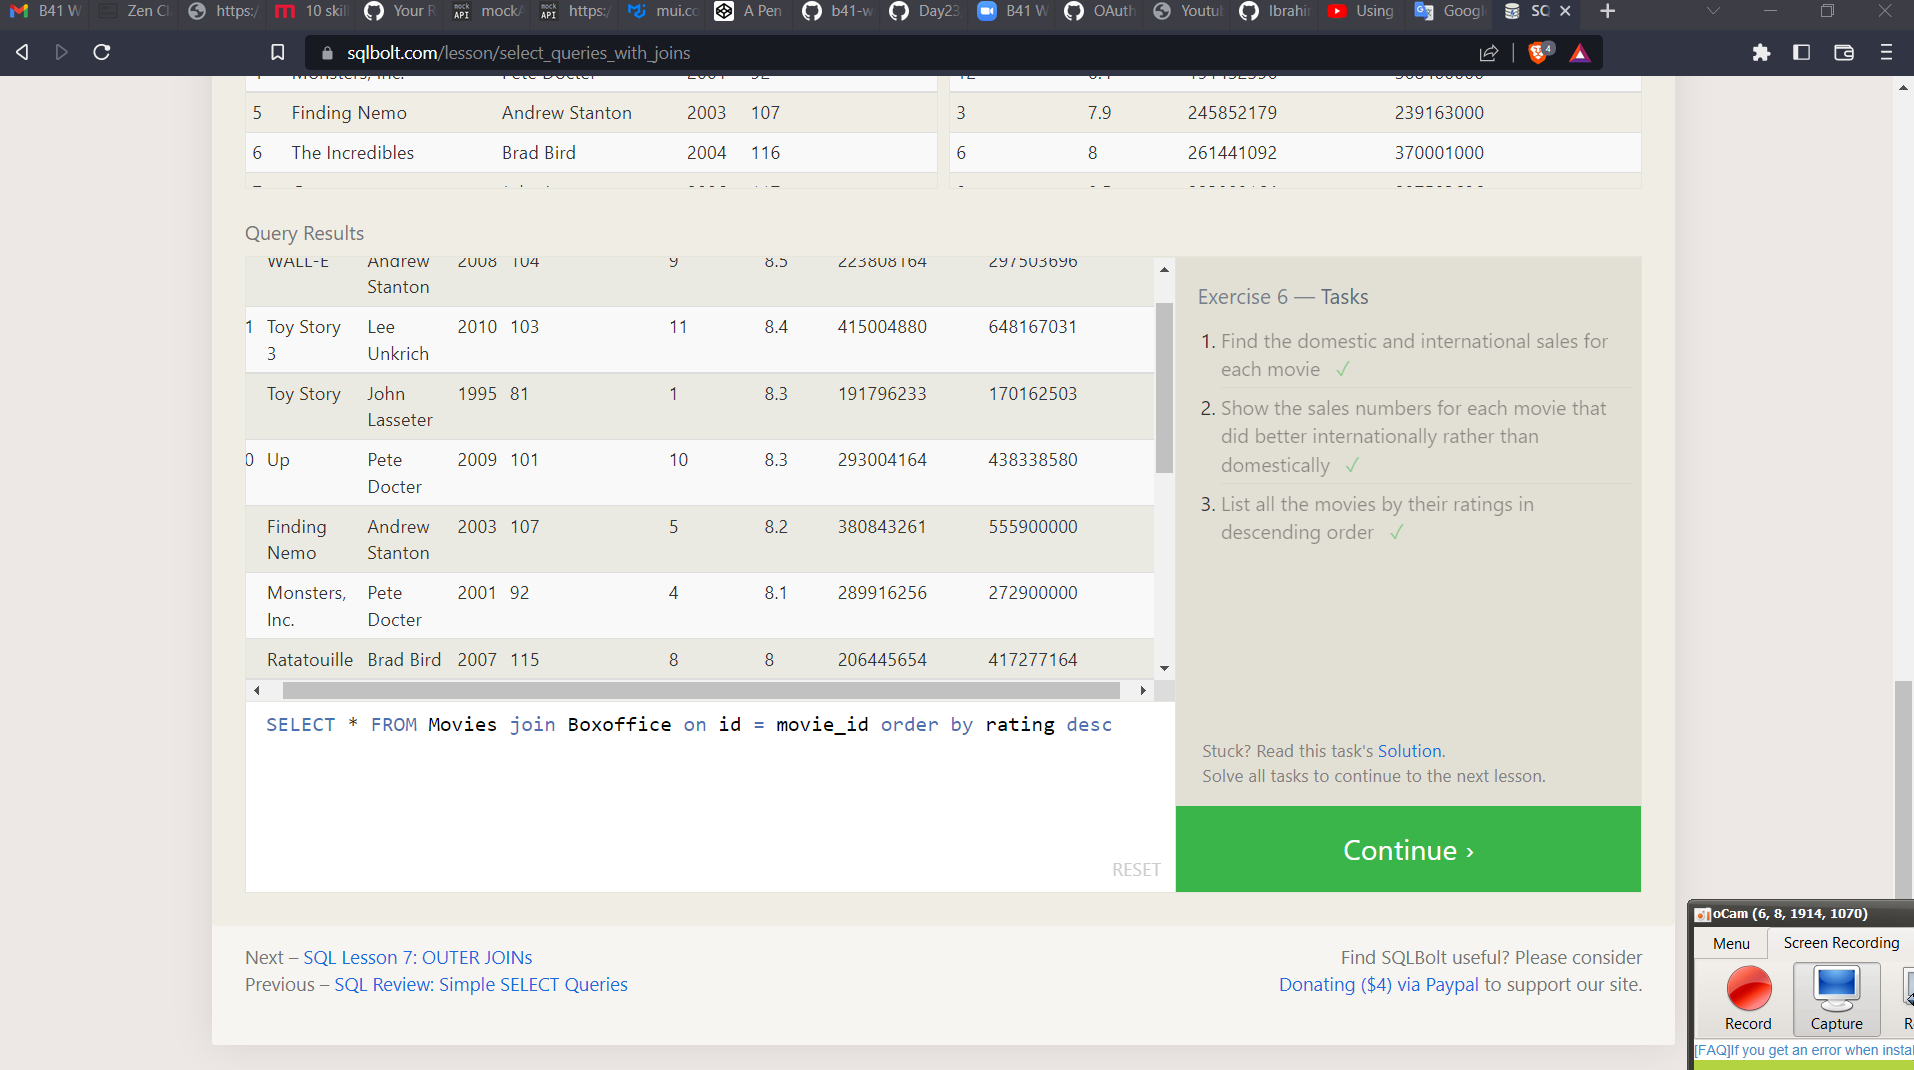 B41 W
Zen Cl
https:/
10 skill
Your R
mock API
mockA
mock API
https:/
mui.co
A Pen
b41-w
Day23
B41 W
OAuth
Youtul
Ibrahir
Using
Googl
SQ
sqlbolt.com/lesson/select_queries_with_joins
4
5 Finding Nemo Andrew Stanton 2003 107
3 7.9 245852179 239163000
6 The Incredibles Brad Bird 2004 116
6 8 261441092 370001000
Query Results
WALL-E Andrew Stanton 2008 104 9 8.5 223808164 297503696
1 Toy Story 3 Lee Unkrich 2010 103 11 8.4 415004880 648167031
Toy Story John Lasseter 1995 81 1 8.3 191796233 170162503
0 Up Pete Docter 2009 101 10 8.3 293004164 438338580
Finding Nemo Andrew Stanton 2003 107 5 8.2 380843261 555900000
Monsters, Inc. Pete Docter 2001 92 4 8.1 289916256 272900000
Ratatouille Brad Bird 2007 115 8 8 206445654 417277164
SELECT * FROM Movies join Boxoffice on id = movie_id order by rating desc
RESET
Exercise 6 — Tasks
1. Find the domestic and international sales for
each movie ✓
2. Show the sales numbers for each movie that
did better internationally rather than
domestically ✓
3. List all the movies by their ratings in
descending order ✓
Stuck? Read this task's Solution.
Solve all tasks to continue to the next lesson.
Continue ›
Next – SQL Lesson 7: OUTER JOINs
Previous – SQL Review: Simple SELECT Queries
Find SQLBolt useful? Please consider
Donating ($4) via Paypal to support our site.
oCam (6, 8, 1914, 1070)
Menu
Screen Recording
Record
Capture
[FAQ]If you get an error when instal